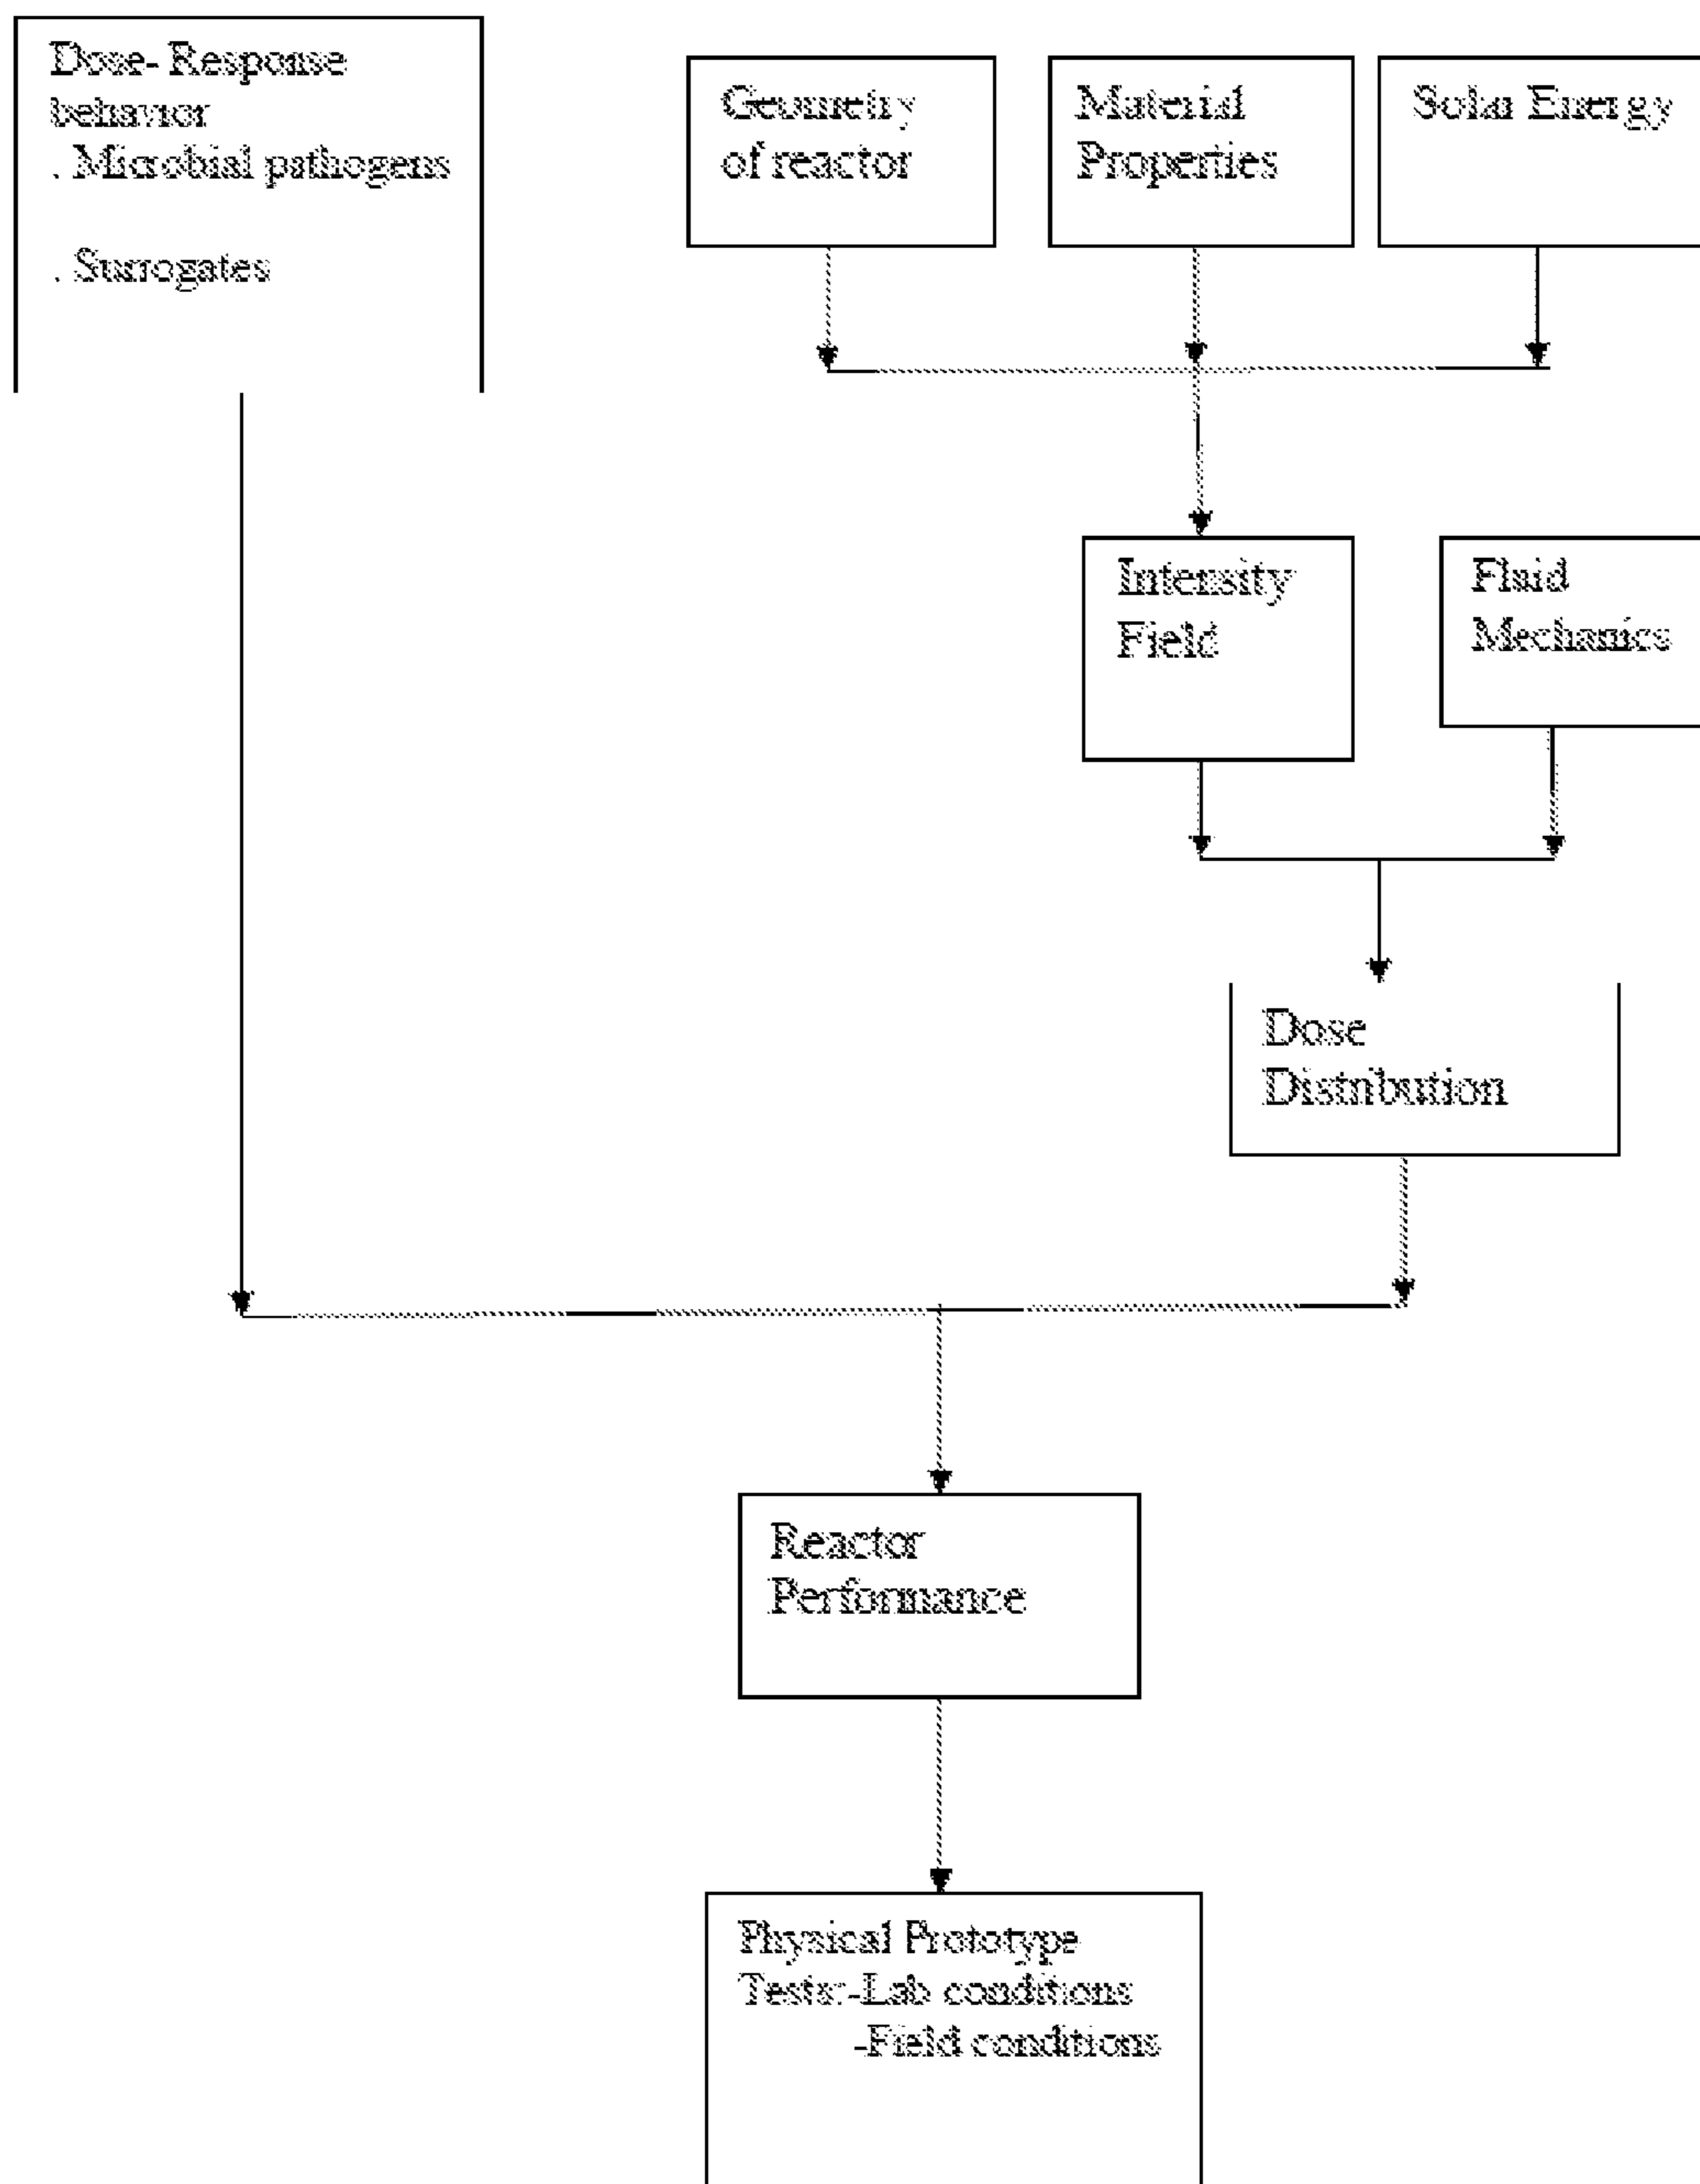 Dose- Response
behavior
. Microbial pathogens
. Surrogates
Geometry
of reactor
Material
Properties
Solar Energy
Intensity
Field
Fluid
Mechanics
Dose
Distribution
Reactor
Performance
Physical Prototype
Tests:-Lab conditions
-Field conditions